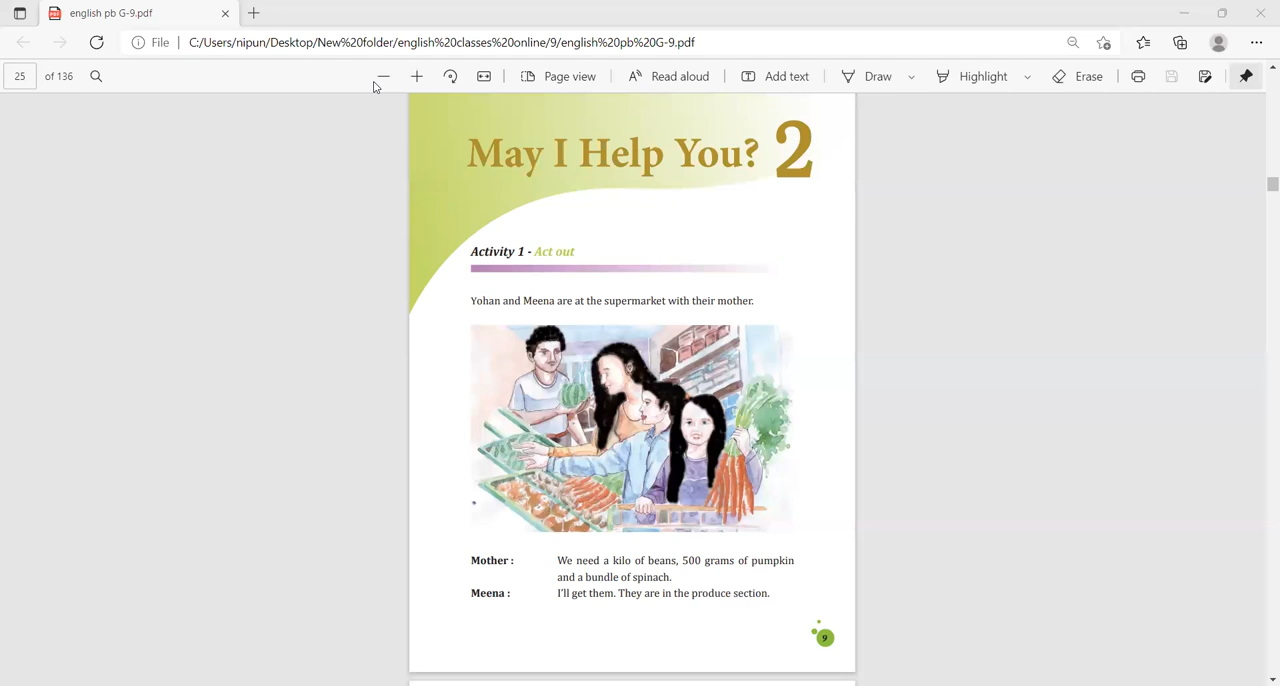 english pb G-9.pdf
File | C:/Users/nipun/Desktop/New%20folder/english%20classes%20online/9/english%20pb%20G-9.pdf
25 of 136 Page view Read aloud Add text Draw Highlight Erase
May I Help You? 2
Activity 1 - Act out
Yohan and Meena are at the supermarket with their mother.
Mother : We need a kilo of beans, 500 grams of pumpkin
and a bundle of spinach.
Meena : I'll get them. They are in the produce section.
9